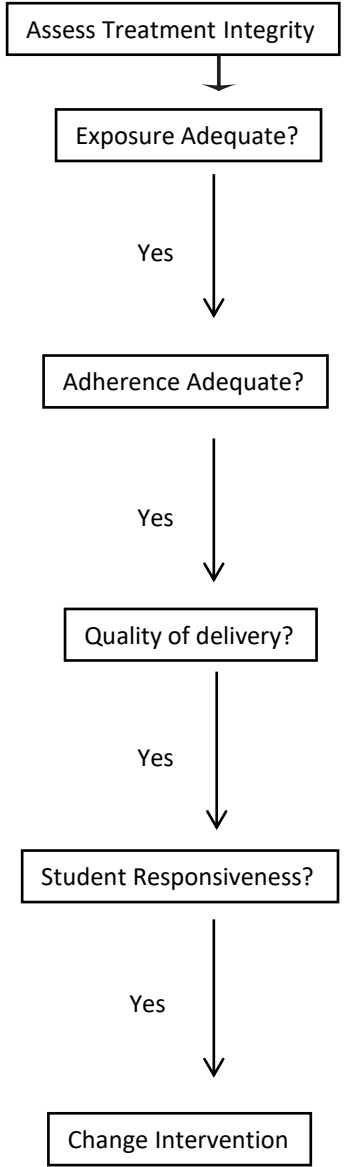 Assess Treatment Integrity
Exposure Adequate?
Yes
Adherence Adequate?
Yes
Quality of delivery?
Yes
Student Responsiveness?
Yes
Change Intervention